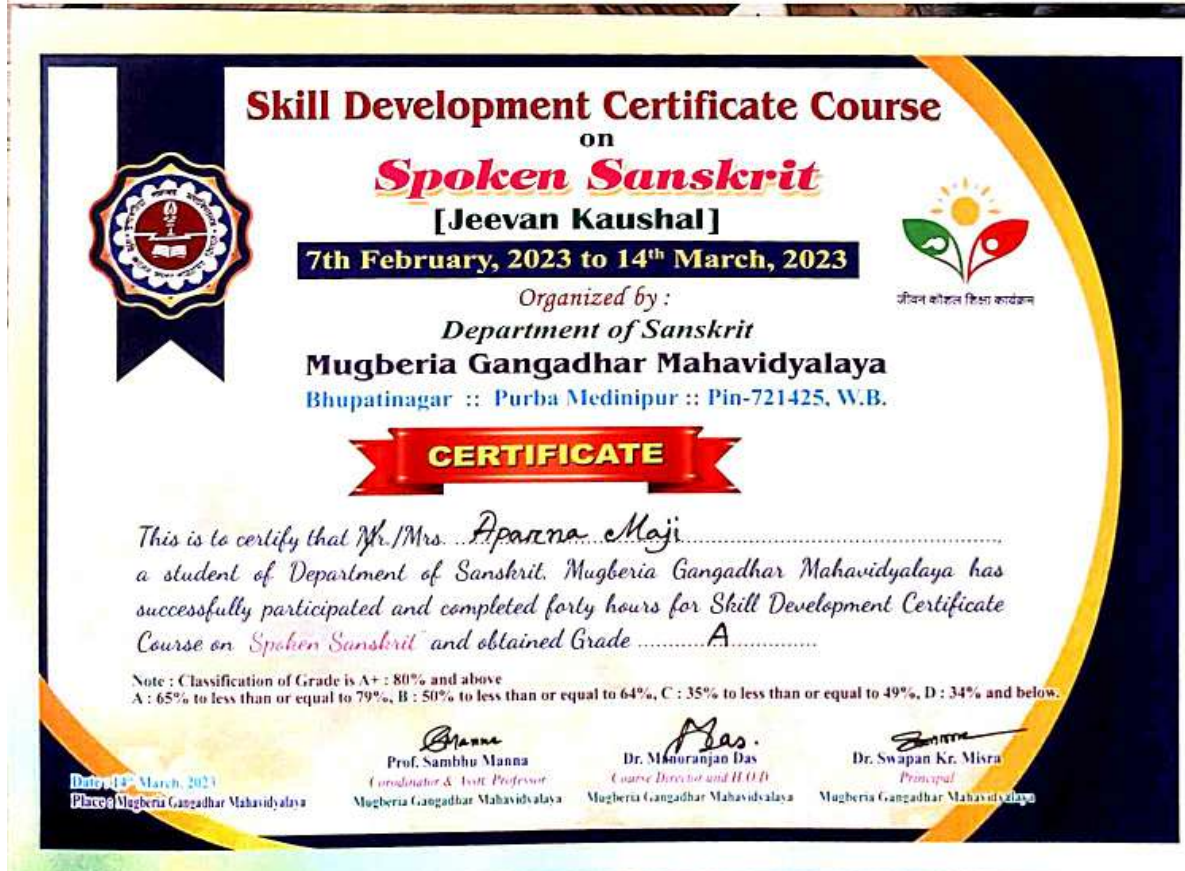 Skill Development Certificate Course
on
Spoken Sanskrit
[Jeevan Kaushal]
7th February, 2023 to 14th March, 2023
जीवन कौशल शिक्षा कार्यक्रम
Organized by :
Department of Sanskrit
Mugberia Gangadhar Mahavidyalaya
Bhupatinagar :: Purba Medinipur :: Pin-721425, W.B.
CERTIFICATE
This is to certify that Mr./Mrs. Aparna Maji
a student of Department of Sanskrit, Mugberia Gangadhar Mahavidyalaya has
successfully participated and completed forty hours for Skill Development Certificate
Course on "Spoken Sanskrit" and obtained Grade A
Note : Classification of Grade is A+ : 80% and above
A : 65% to less than or equal to 79%, B : 50% to less than or equal to 64%, C : 35% to less than or equal to 49%, D : 34% and below.
Prof. Sambhu Manna
Dr. Manoranjan Das
Dr. Swapan Kr. Misra
Coordinator & Asstt. Professor
Course Director and H.O.D
Principal
Mugberia Gangadhar Mahavidyalaya
Mugberia Gangadhar Mahavidyalaya
Mugberia Gangadhar Mahavidyalaya
Date : 14th March, 2023
Place : Mugberia Gangadhar Mahavidyalaya